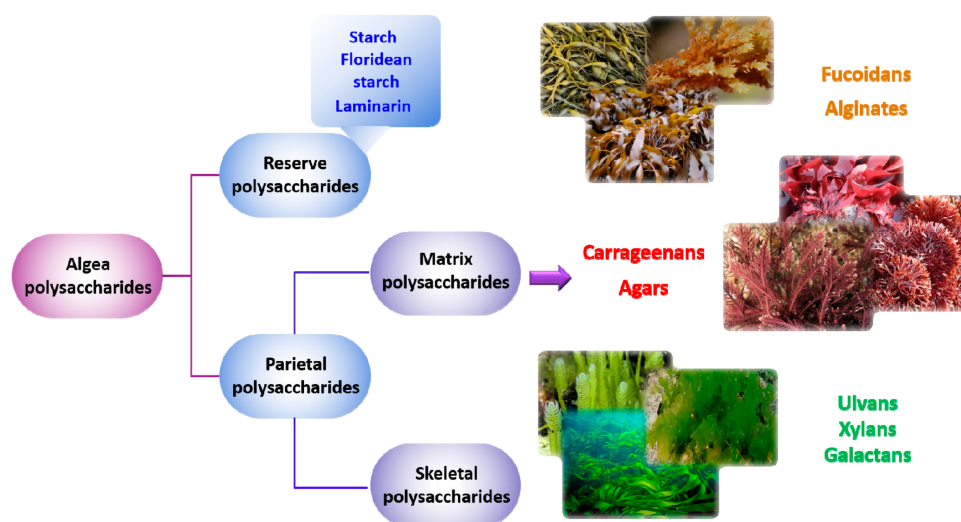 Starch
Floridean
starch
Laminarin
Reserve
polysaccharides
Fucoidans
Alginates
Algea
polysaccharides
Matrix
polysaccharides
Carrageenans
Agars
Parietal
polysaccharides
Ulvans
Xylans
Galactans
Skeletal
polysaccharides